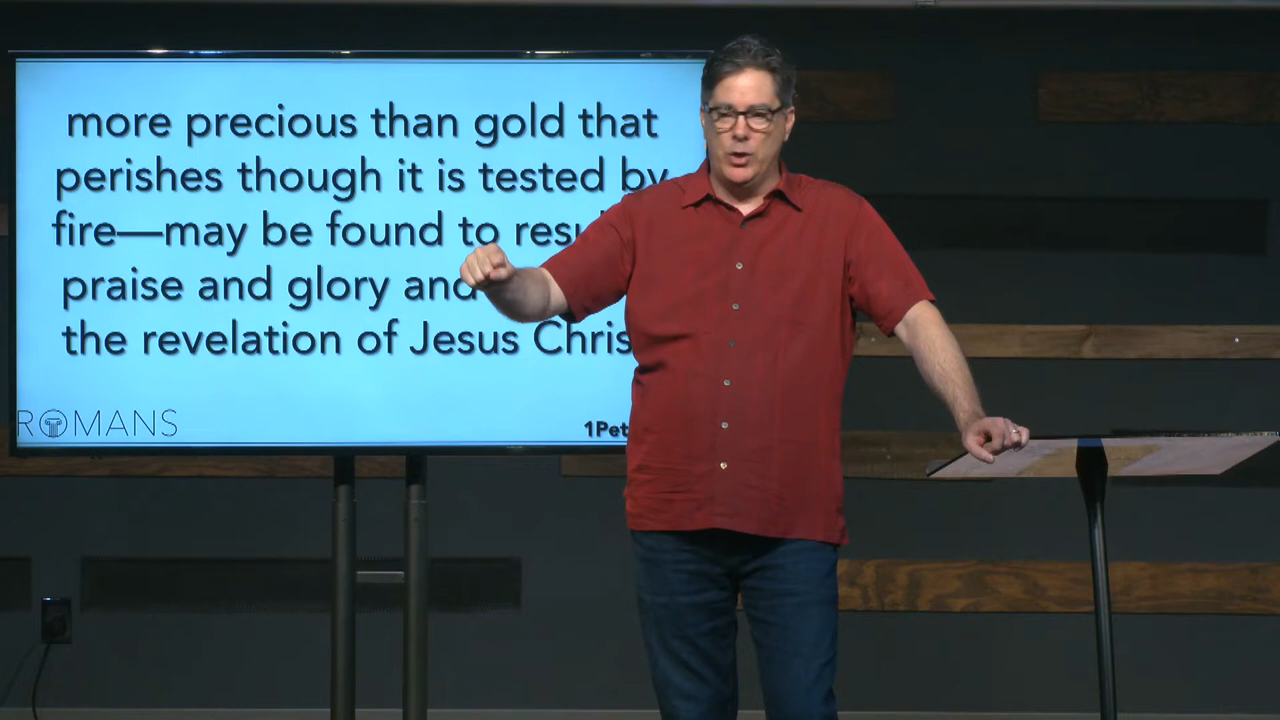 more precious than gold that
perishes though it is tested by
fire—may be found to
praise and glory and
the revelation of Jesus
ROMANS